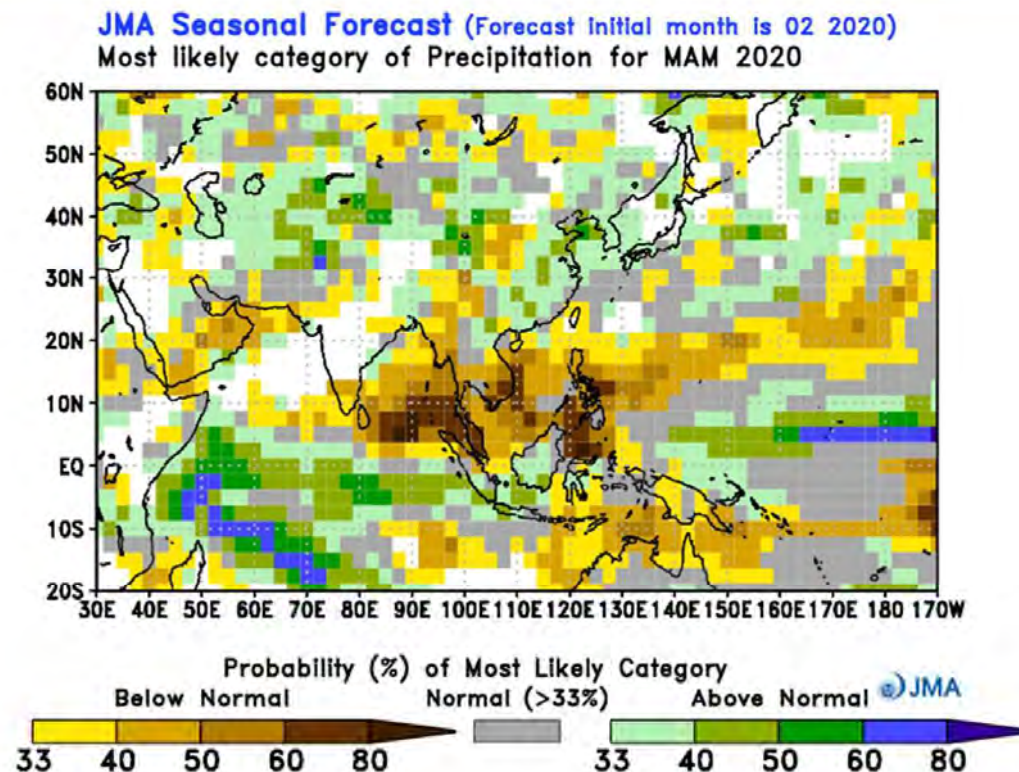 JMA Seasonal Forecast (Forecast initial month is 02 2020)
Most likely category of Precipitation for MAM 2020
60N
50N
40N
30N
20N
10N
EQ
10S
20S
30E 40E 50E 60E 70E 80E 90E 100E 110E 120E 130E 140E 150E 160E 170E 180 170W
Probability (%) of Most Likely Category
Below Normal Normal (>33%) Above Normal JMA
33 40 50 60 80 33 40 50 60 80